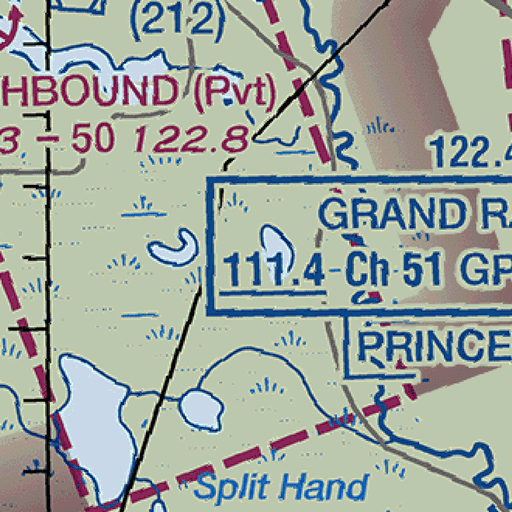 (212)
HBOUND (Pvt)
3 – 50 122.8
122.4
GRAND RA
111.4 Ch 51 GP
PRINCE
Split Hand